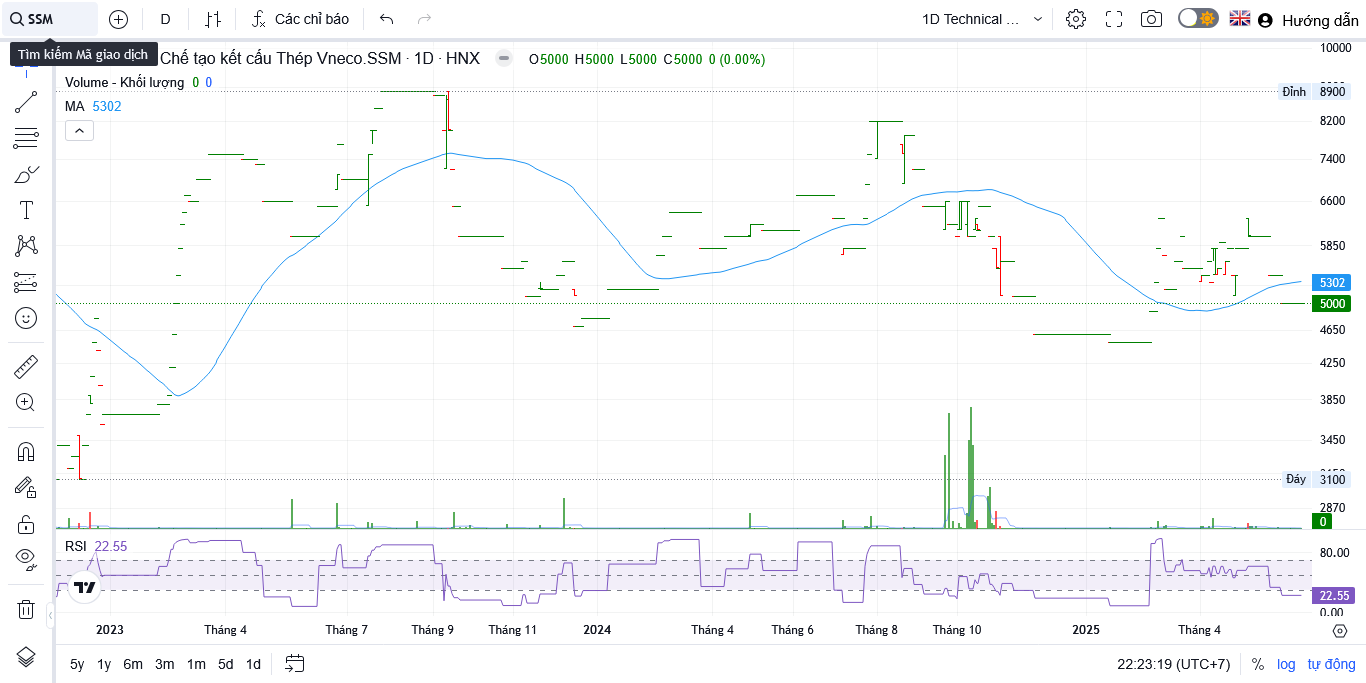 SSM
D
Các chỉ báo
1D Technical ...
Hướng dẫn
Tìm kiếm Mã giao dịch
Chế tạo kết cấu Thép Vneco.SSM · 1D · HNX
O5000 H5000 L5000 C5000 0 (0.00%)
Volume - Khối lượng 0 0
MA 5302
10000
Đỉnh 8900
8200
7400
6600
5850
5302
5000
4650
4250
3850
3450
Đáy 3100
2870
0
RSI 22.55
80.00
22.55
0.00
2023 Tháng 4 Tháng 7 Tháng 9 Tháng 11 2024 Tháng 4 Tháng 6 Tháng 8 Tháng 10 2025 Tháng 4
5y 1y 6m 3m 1m 5d 1d
22:23:19 (UTC+7) % log tự động